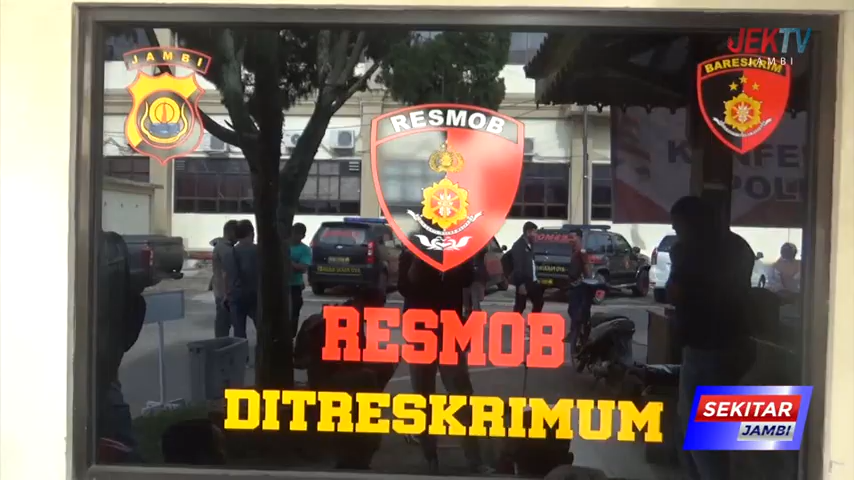 JEKTV
JAMBI
JAMBI
BARESKRIM
RESMOB
RESMOB
DITRESKRIMUM
SEKITAR
JAMBI